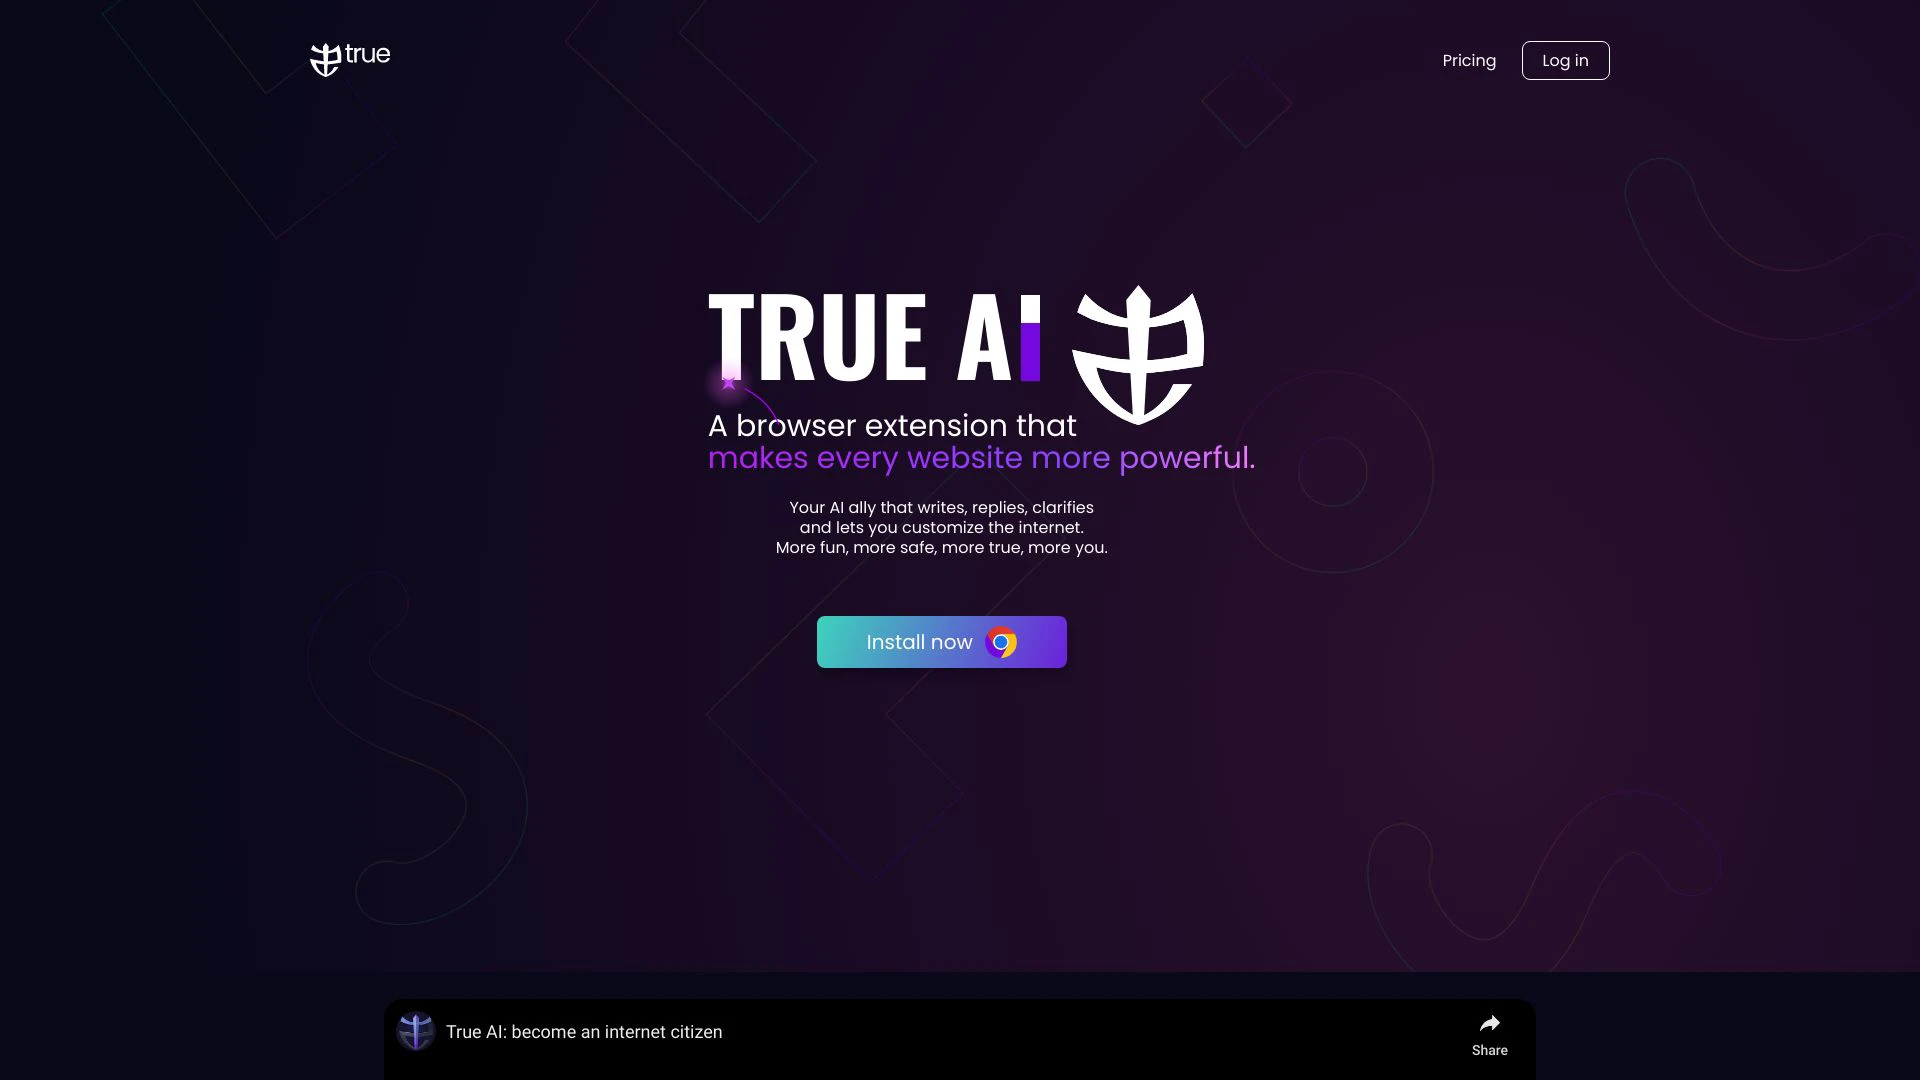 true
Pricing
Log in
TRUE Ai
A browser extension that
makes every website more powerful.
Your AI ally that writes, replies, clarifies
and lets you customize the internet.
More fun, more safe, more true, more you.
Install now
True AI: become an internet citizen
Share